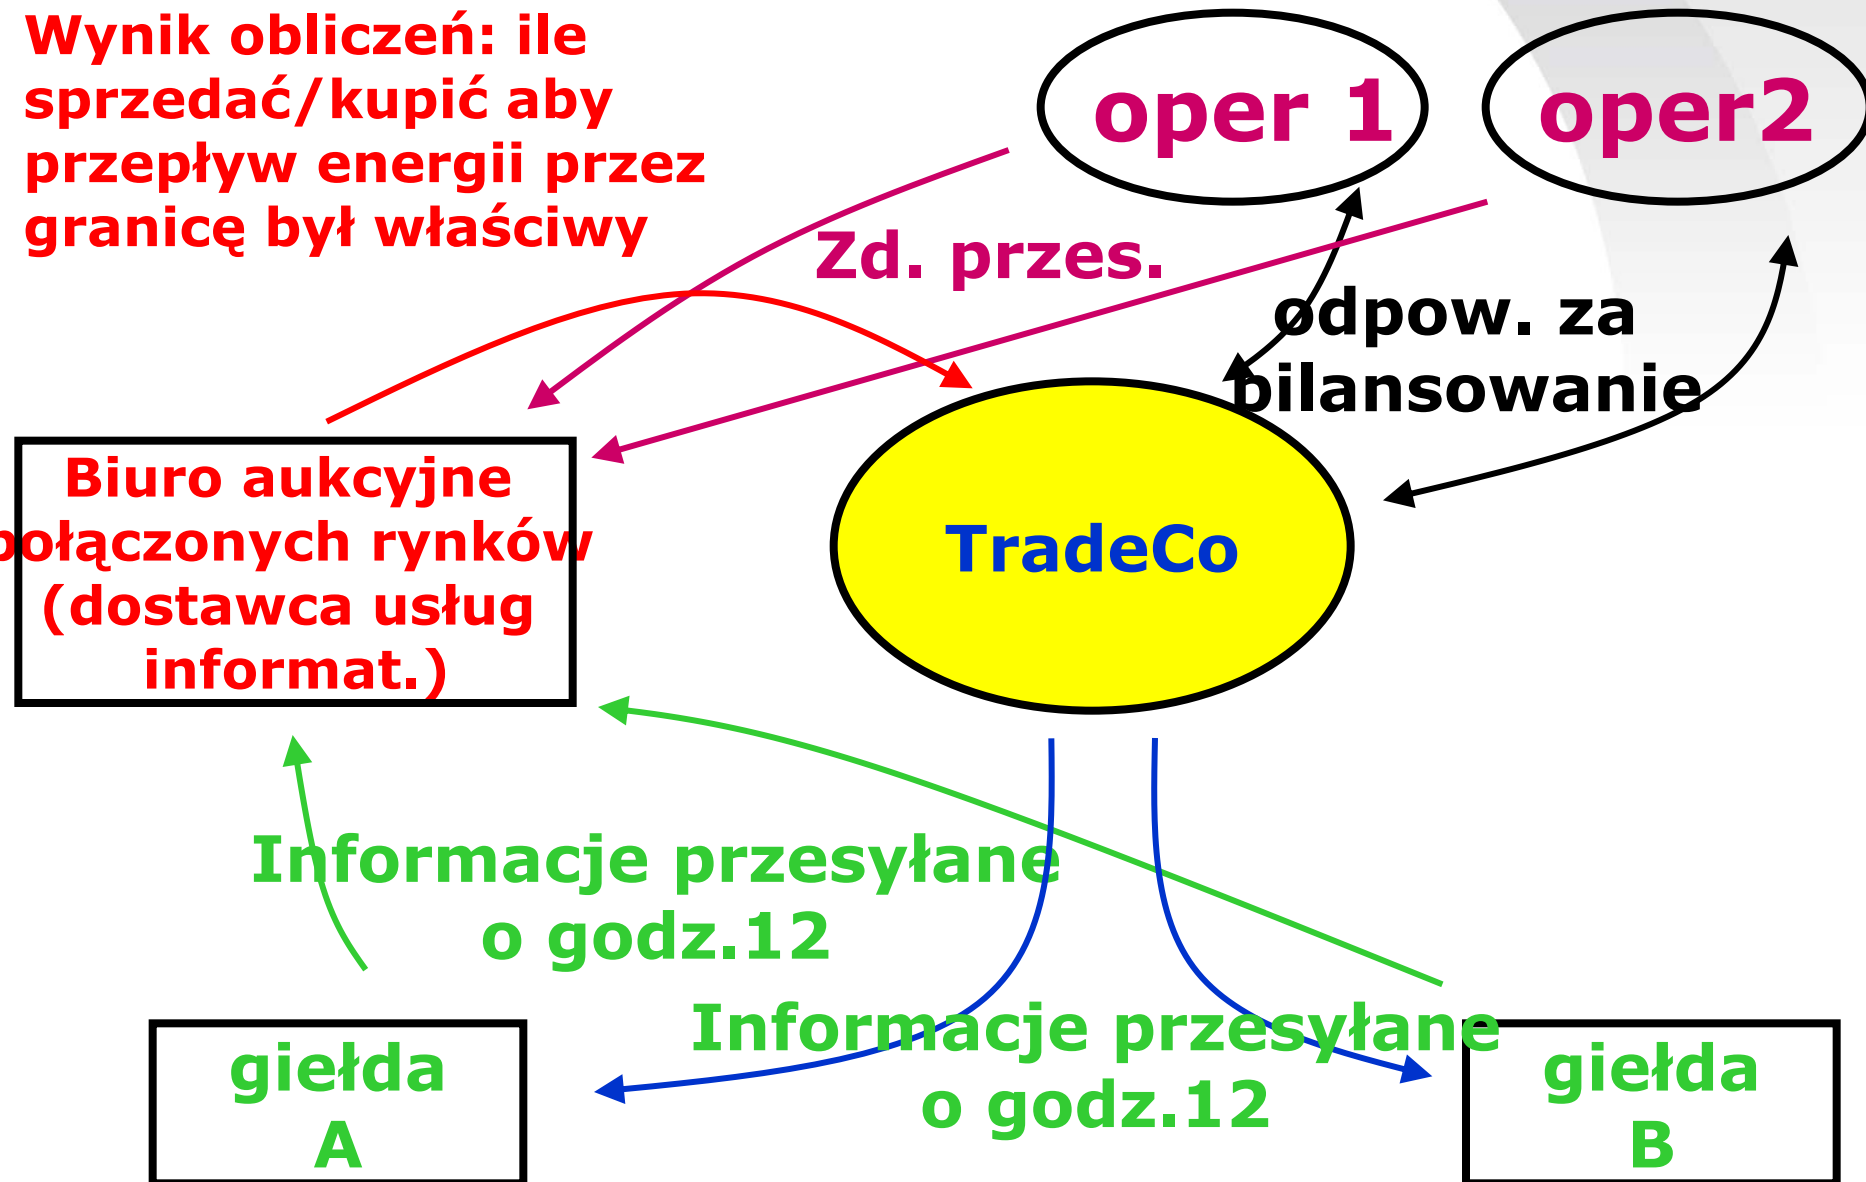 Wynik obliczeń: ile
sprzedać/kupić aby
przepływ energii przez
granicę był właściwy
oper 1
oper2
Zd. przes.
odpow. za
bilansowanie
Biuro aukcyjne
połączonych rynków
(dostawca usług
informat.)
TradeCo
Informacje przesyłane
o godz.12
Informacje przesyłane
o godz.12
giełda
A
giełda
B